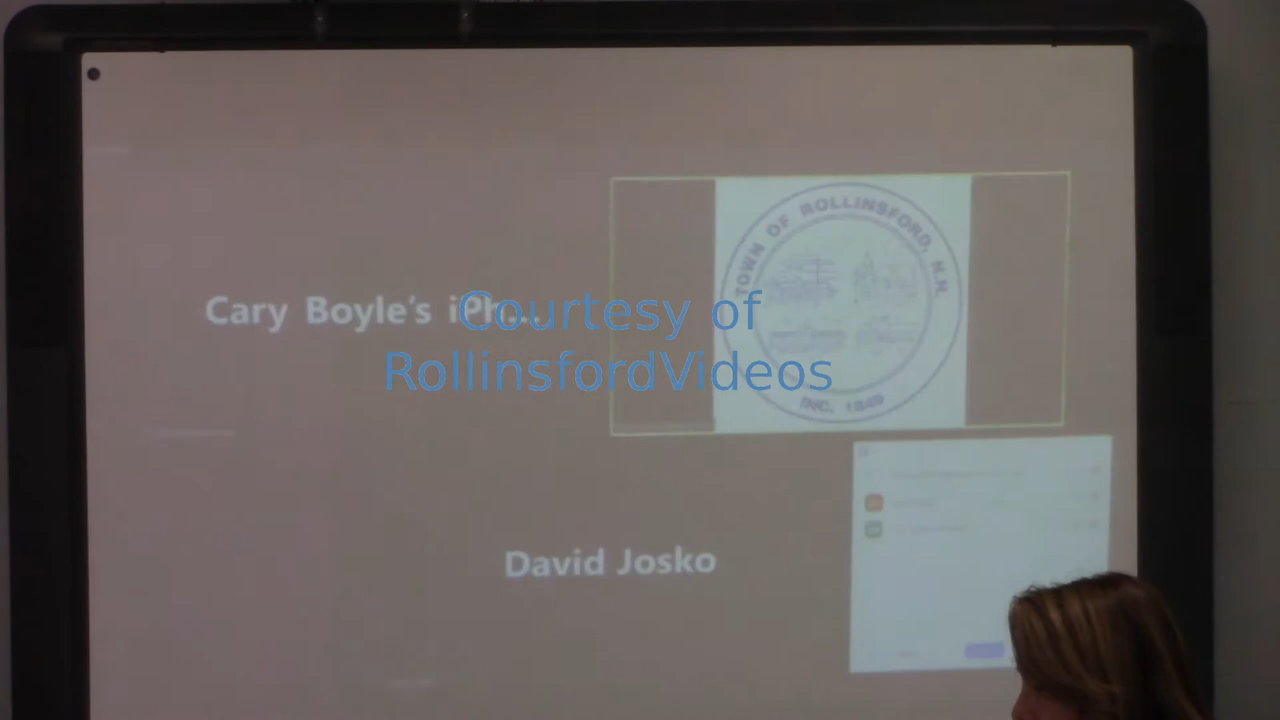 TOWN OF ROLLINSFORD, N.H.
INC. 1849
Cary Boyle's iPh...
Courtesy of
RollinsfordVideos
David Josko